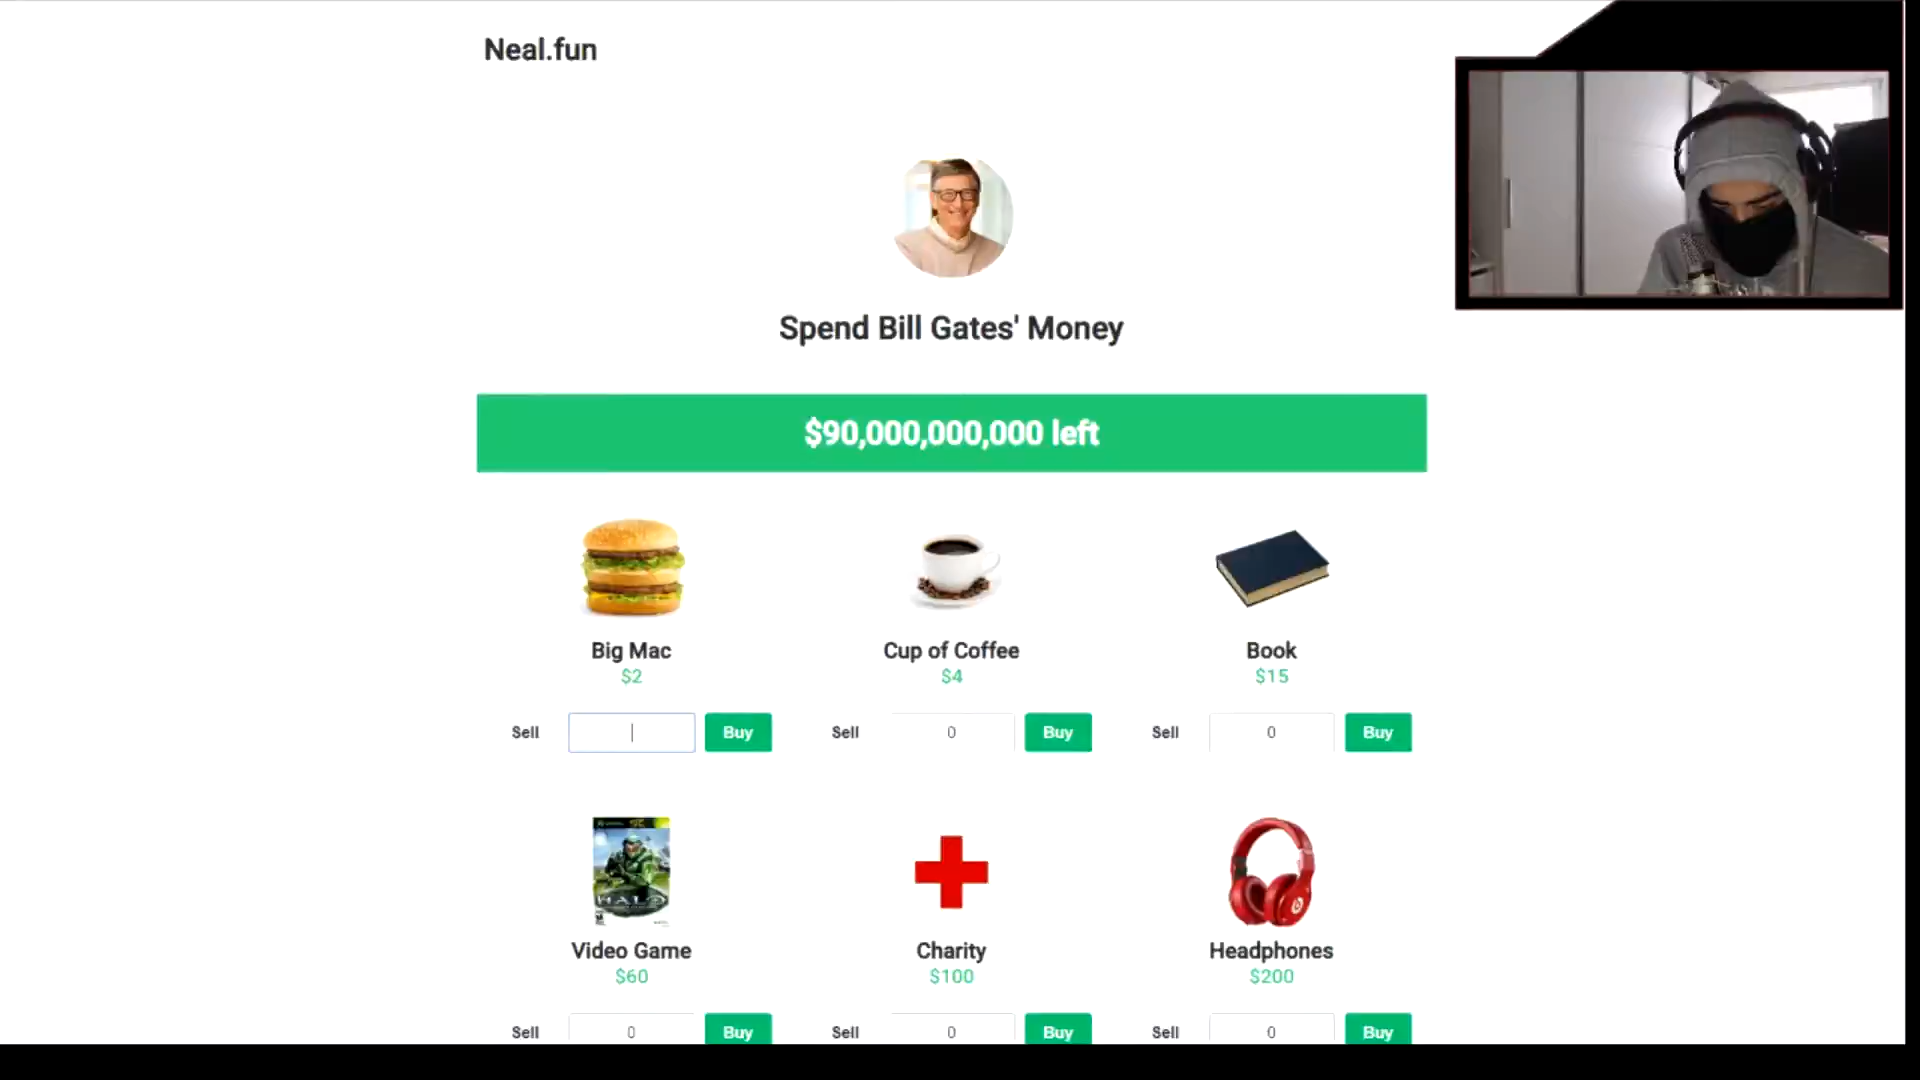 Neal.fun
Spend Bill Gates' Money
$90,000,000,000 left
Big Mac
$2
Cup of Coffee
$4
Book
$15
Sell
Buy
Sell
0
Buy
Sell
0
Buy
HALO
Video Game
$60
Charity
$100
Headphones
$200
Sell
0
Buy
Sell
0
Buy
Sell
0
Buy